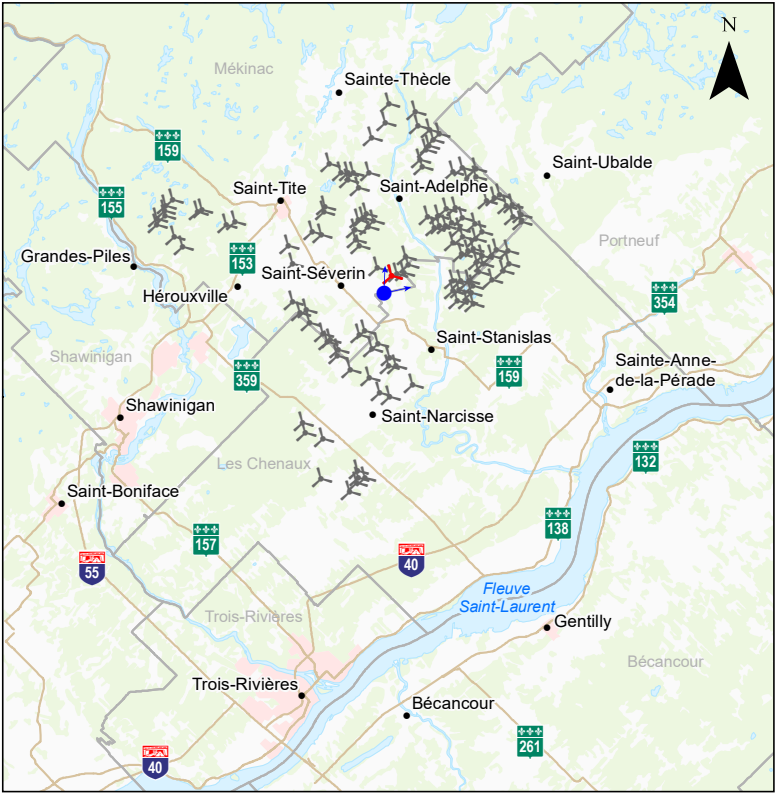 N
Mékinac
Sainte-Thècle
159
Saint-Ubalde
Saint-Tite
Saint-Adelphe
155
Portneuf
Grandes-Piles
153
Saint-Séverin
Hérouxville
354
Saint-Stanislas
Shawinigan
359
159
Sainte-Anne-
de-la-Pérade
Shawinigan
Saint-Narcisse
132
Les Chenaux
Saint-Boniface
138
157
40
55
Fleuve
Saint-Laurent
Trois-Rivières
Gentilly
Bécancour
Trois-Rivières
Bécancour
261
40